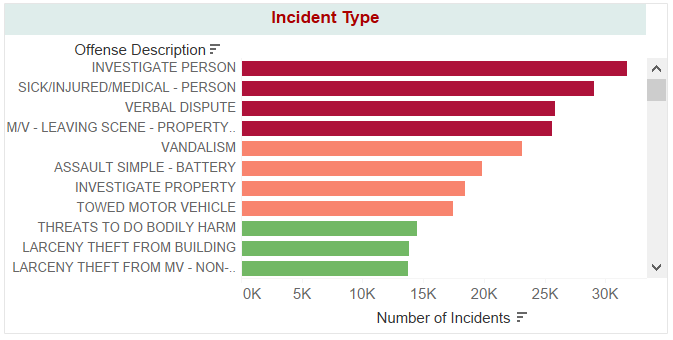 Incident Type
Offense Description
INVESTIGATE PERSON
SICK/INJURED/MEDICAL - PERSON
VERBAL DISPUTE
M/V - LEAVING SCENE - PROPERTY..
VANDALISM
ASSAULT SIMPLE - BATTERY
INVESTIGATE PROPERTY
TOWED MOTOR VEHICLE
THREATS TO DO BODILY HARM
LARCENY THEFT FROM BUILDING
LARCENY THEFT FROM MV - NON-..
0K 5K 10K 15K 20K 25K 30K
Number of Incidents